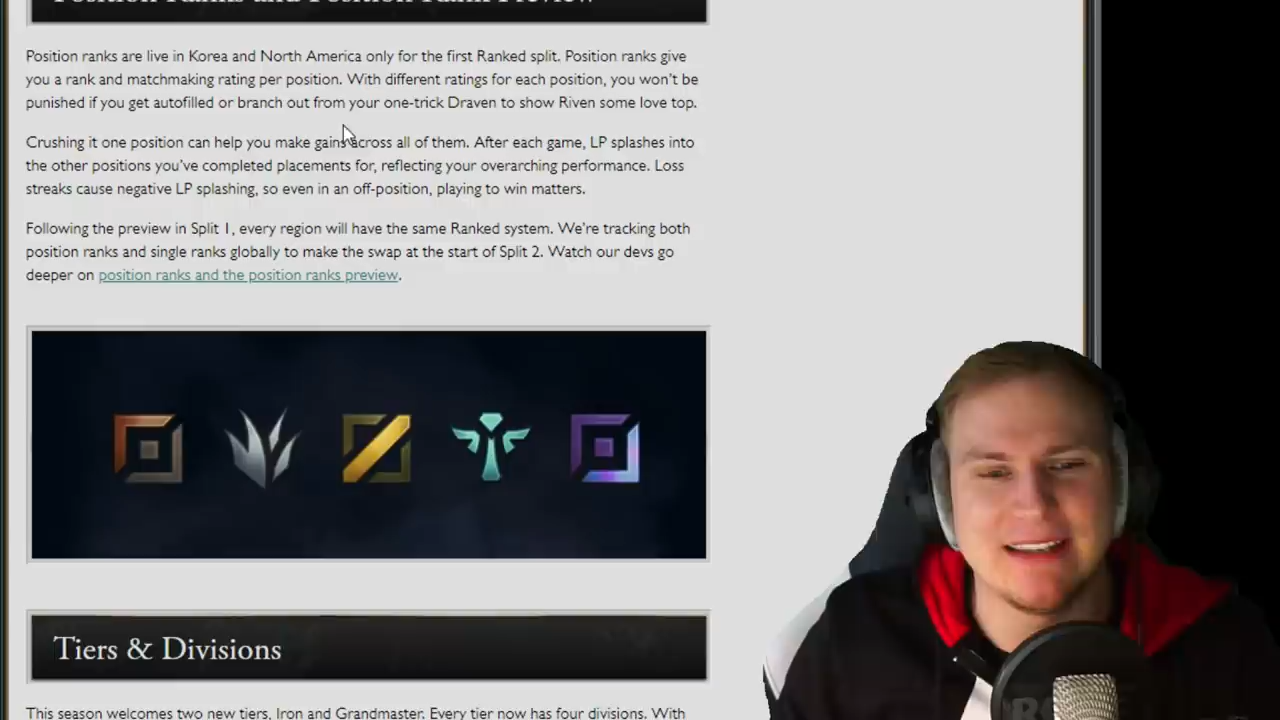 Position Ranks and Position Rank Preview
Position ranks are live in Korea and North America only for the first Ranked split. Position ranks give
you a rank and matchmaking rating per position. With different ratings for each position, you won't be
punished if you get autofilled or branch out from your one-trick Draven to show Riven some love top.
Crushing it one position can help you make gains across all of them. After each game, LP splashes into
the other positions you've completed placements for, reflecting your overarching performance. Loss
streaks cause negative LP splashing, so even in an off-position, playing to win matters.
Following the preview in Split 1, every region will have the same Ranked system. We're tracking both
position ranks and single ranks globally to make the swap at the start of Split 2. Watch our devs go
deeper on position ranks and the position ranks preview.
Tiers & Divisions
This season welcomes two new tiers, Iron and Grandmaster. Every tier now has four divisions. With